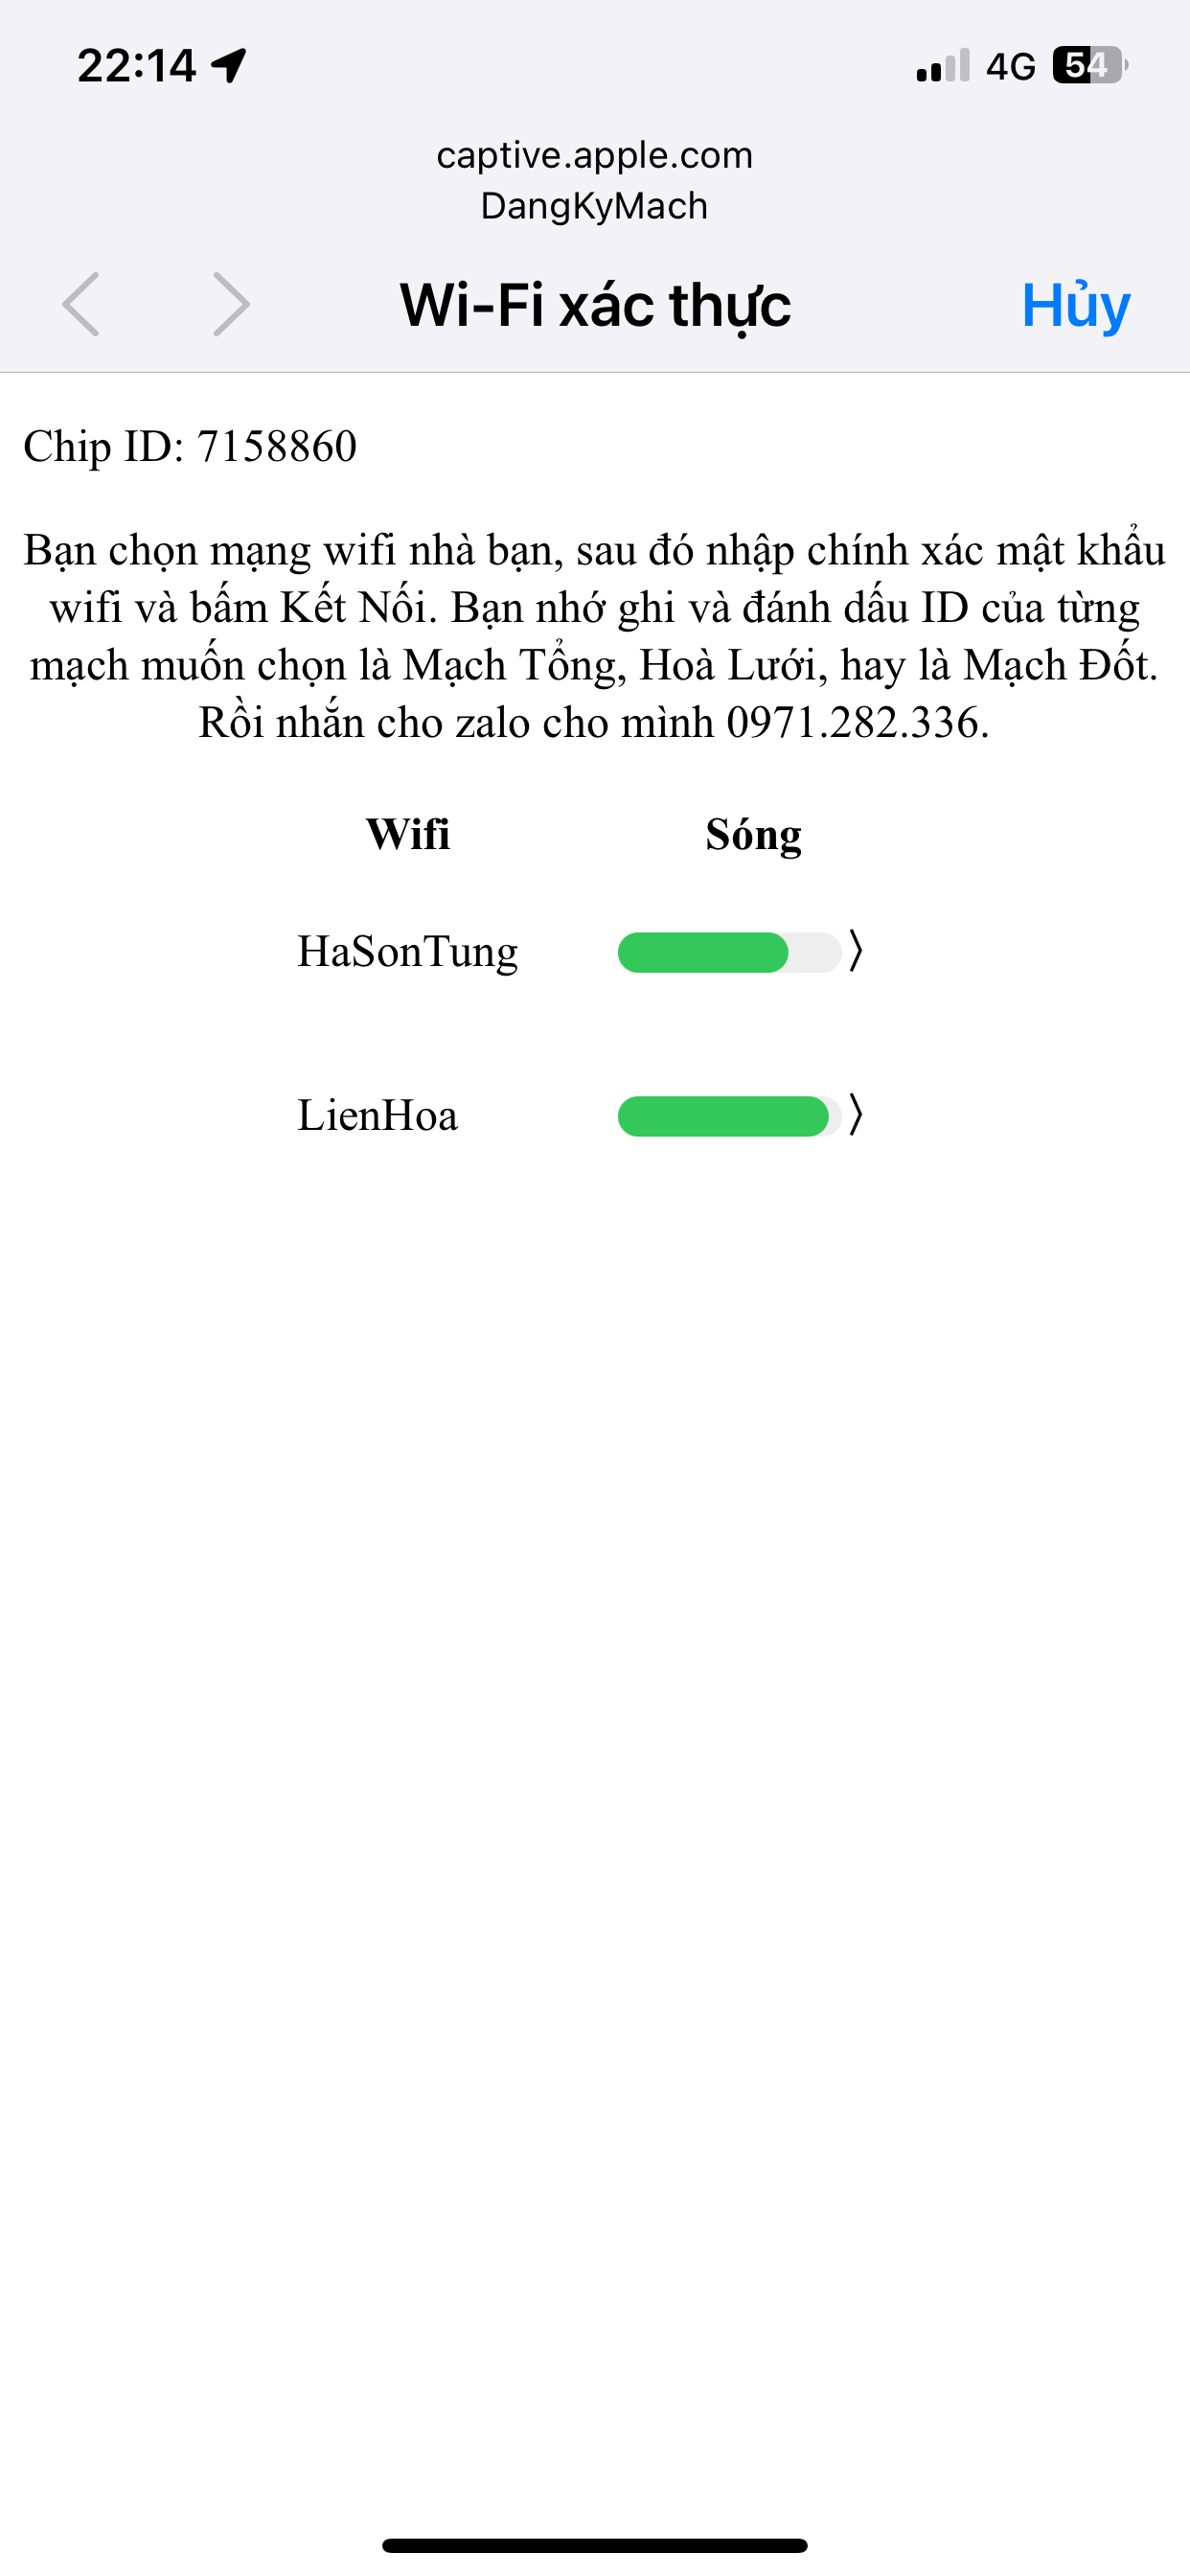 22:14
4G
54
captive.apple.com
DangKyMach
Wi-Fi xác thực
Hủy
Chip ID: 7158860
Bạn chọn mạng wifi nhà bạn, sau đó nhập chính xác mật khẩu
wifi và bấm Kết Nối. Bạn nhớ ghi và đánh dấu ID của từng
mạch muốn chọn là Mạch Tổng, Hoà Lưới, hay là Mạch Đốt.
Rồi nhắn cho zalo cho mình 0971.282.336.
Wifi Sóng
HaSonTung
LienHoa